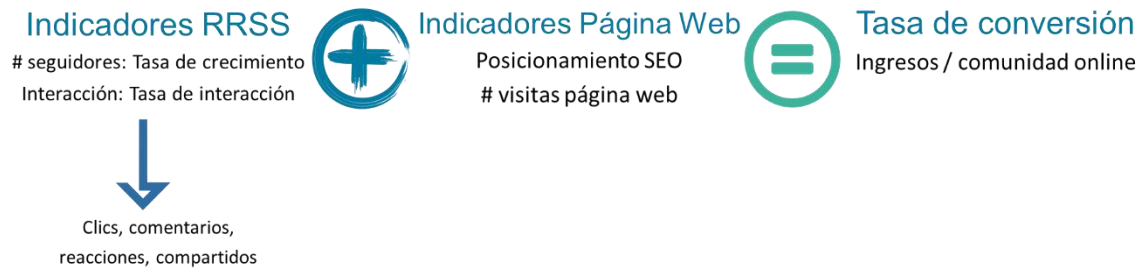 Indicadores RRSS
# seguidores: Tasa de crecimiento
Interacción: Tasa de interacción
Clics, comentarios,
reacciones, compartidos
Indicadores Página Web
Posicionamiento SEO
# visitas página web
Tasa de conversión
Ingresos / comunidad online